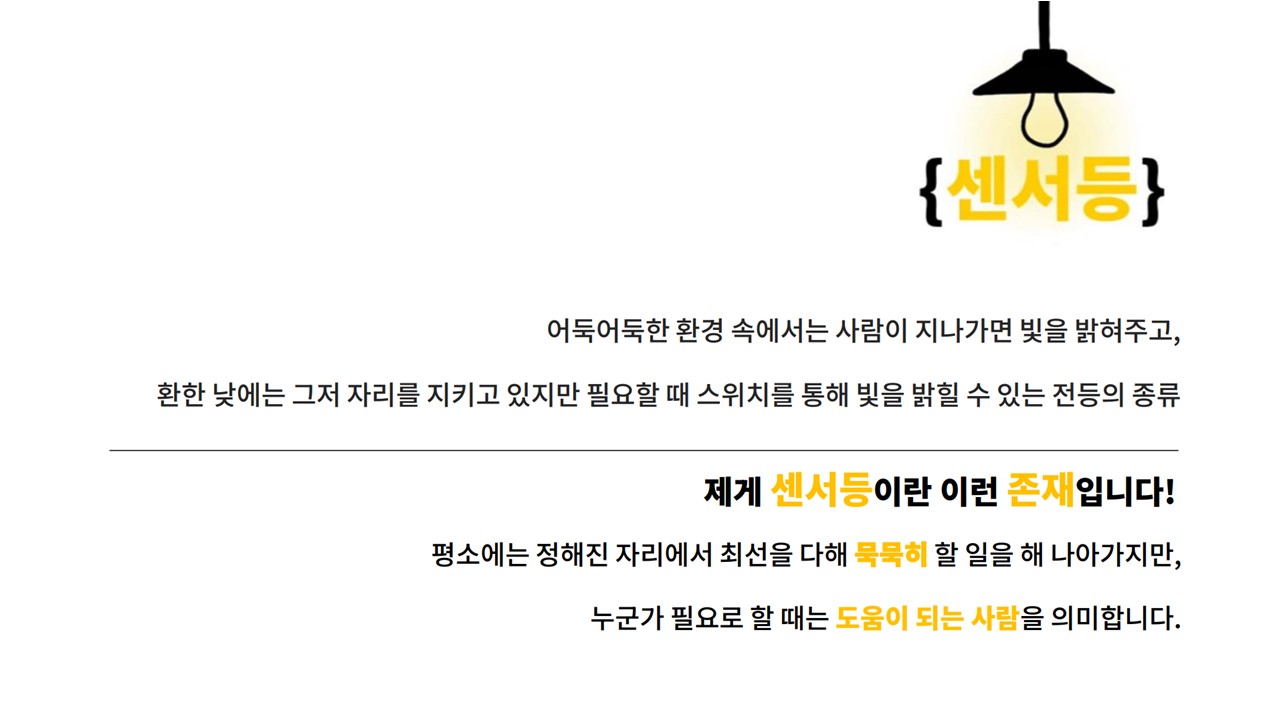 {센서등}
어둑어둑한 환경 속에서는 사람이 지나가면 빛을 밝혀주고,
환한 낮에는 그저 자리를 지키고 있지만 필요할 때 스위치를 통해 빛을 밝힐 수 있는 전등의 종류
제게 센서등이란 이런 존재입니다!
평소에는 정해진 자리에서 최선을 다해 묵묵히 할 일을 해 나아가지만,
누군가 필요로 할 때는 도움이 되는 사람을 의미합니다.